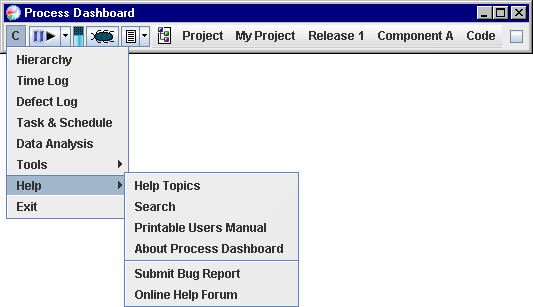 Process Dashboard
C Project My Project Release 1 Component A Code
Hierarchy
Time Log
Defect Log
Task & Schedule
Data Analysis
Tools
Help
Exit
Help Topics
Search
Printable Users Manual
About Process Dashboard
Submit Bug Report
Online Help Forum